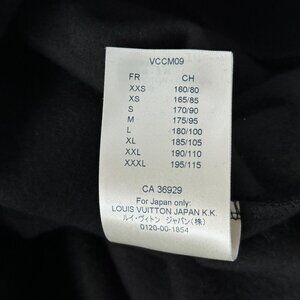 VCCM09
FR CH
XXS 160/80
XS 165/85
S 170/90
M 175/95
L 180/100
XL 185/105
XXL 190/110
XXXL 195/115
CA 36929
For Japan only:
LOUIS VUITTON JAPAN K.K.
ルイ・ヴィトン ジャパン(株)
0120-00-1854